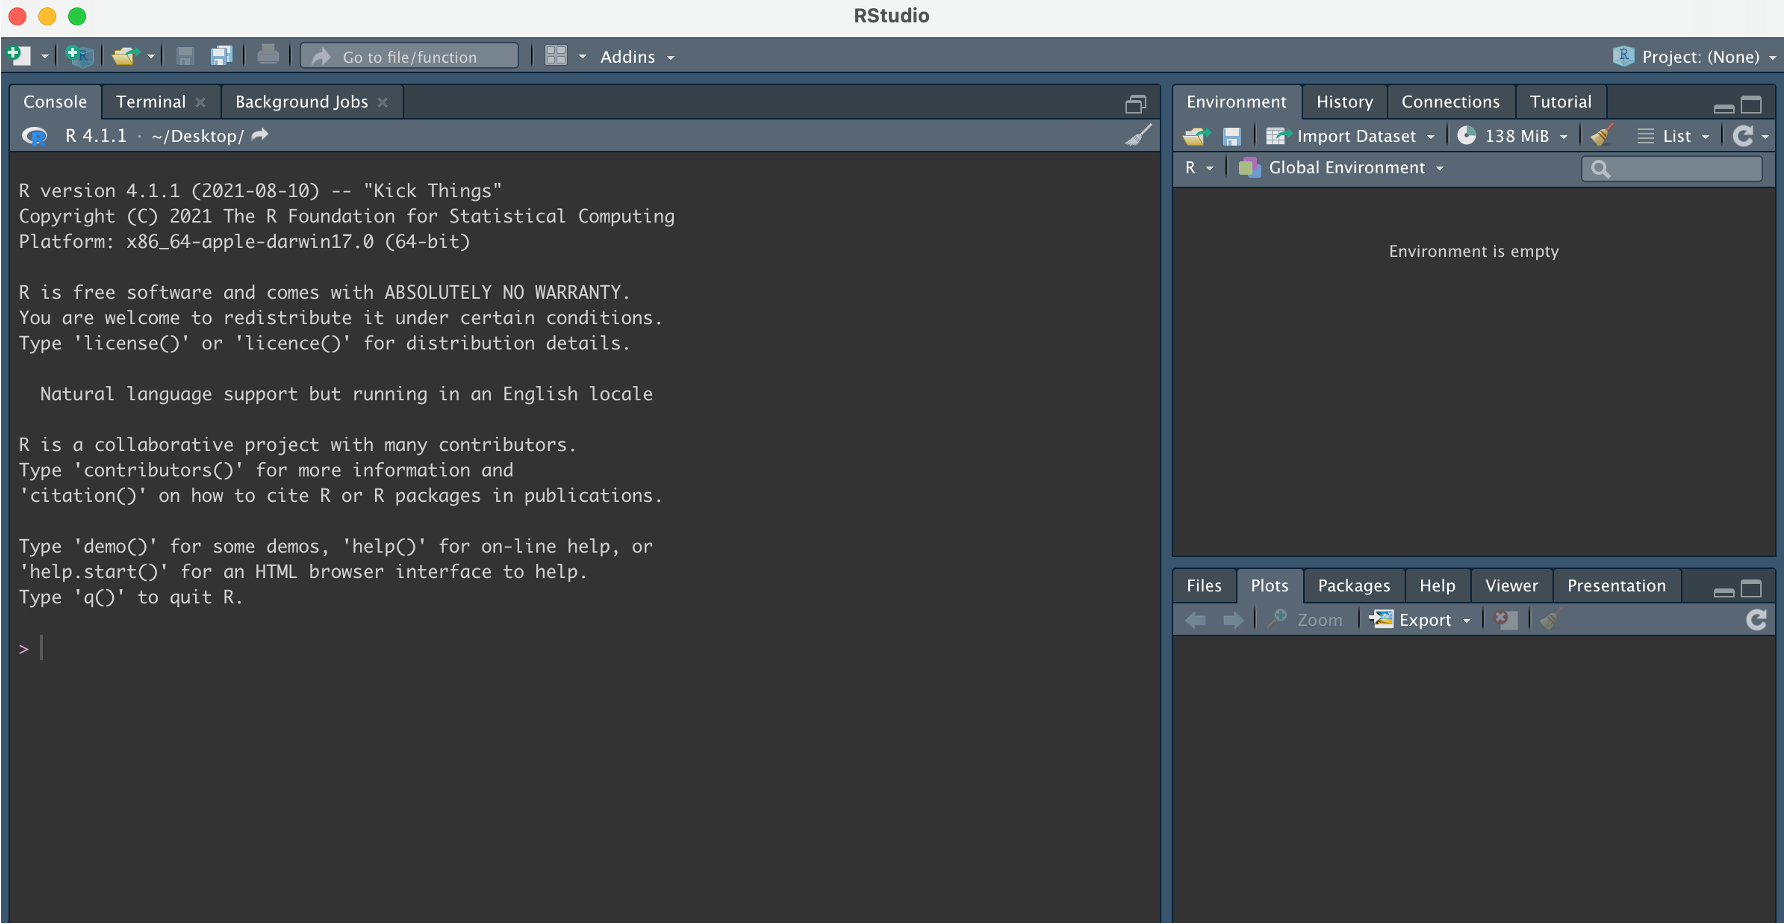 RStudio
Go to file/function
Addins
R Project: (None)
Console Terminal Background Jobs
R R 4.1.1 · ~/Desktop/
R version 4.1.1 (2021-08-10) -- "Kick Things"
Copyright (C) 2021 The R Foundation for Statistical Computing
Platform: x86_64-apple-darwin17.0 (64-bit)
R is free software and comes with ABSOLUTELY NO WARRANTY.
You are welcome to redistribute it under certain conditions.
Type 'license()' or 'licence()' for distribution details.
Natural language support but running in an English locale
R is a collaborative project with many contributors.
Type 'contributors()' for more information and
'citation()' on how to cite R or R packages in publications.
Type 'demo()' for some demos, 'help()' for on-line help, or
'help.start()' for an HTML browser interface to help.
Type 'q()' to quit R.
>
Environment History Connections Tutorial
Import Dataset 138 MiB List
R Global Environment
Environment is empty
Files Plots Packages Help Viewer Presentation
Zoom Export